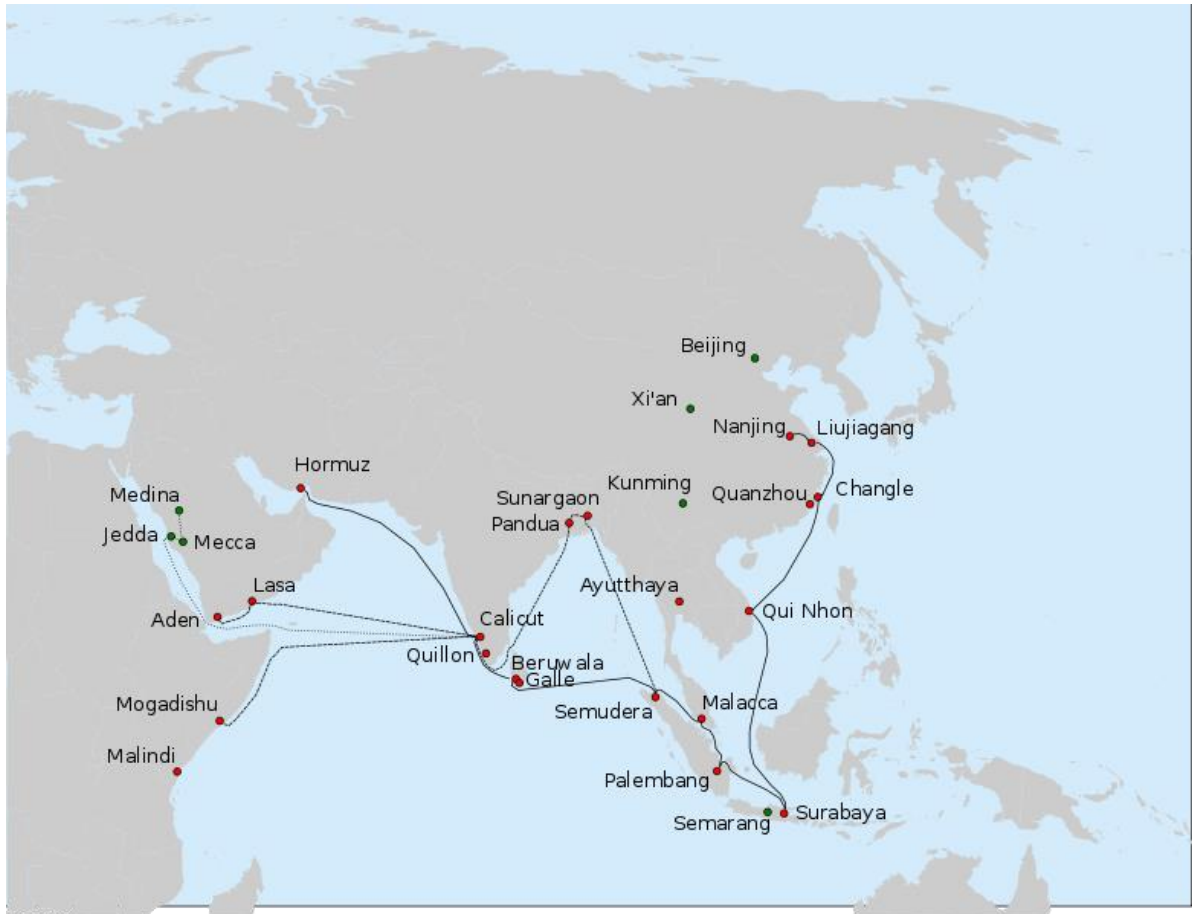 Beijing
Xi'an
Nanjing
Liujiagang
Hormuz
Kunming
Quanzhou
Changle
Medina
Sunargaon
Pandua
Jedda
Mecca
Lasa
Ayutthaya
Aden
Calicut
Qui Nhon
Quillon
Beruwala
Galle
Mogadishu
Semudera
Malacca
Malindi
Palembang
Semarang
Surabaya